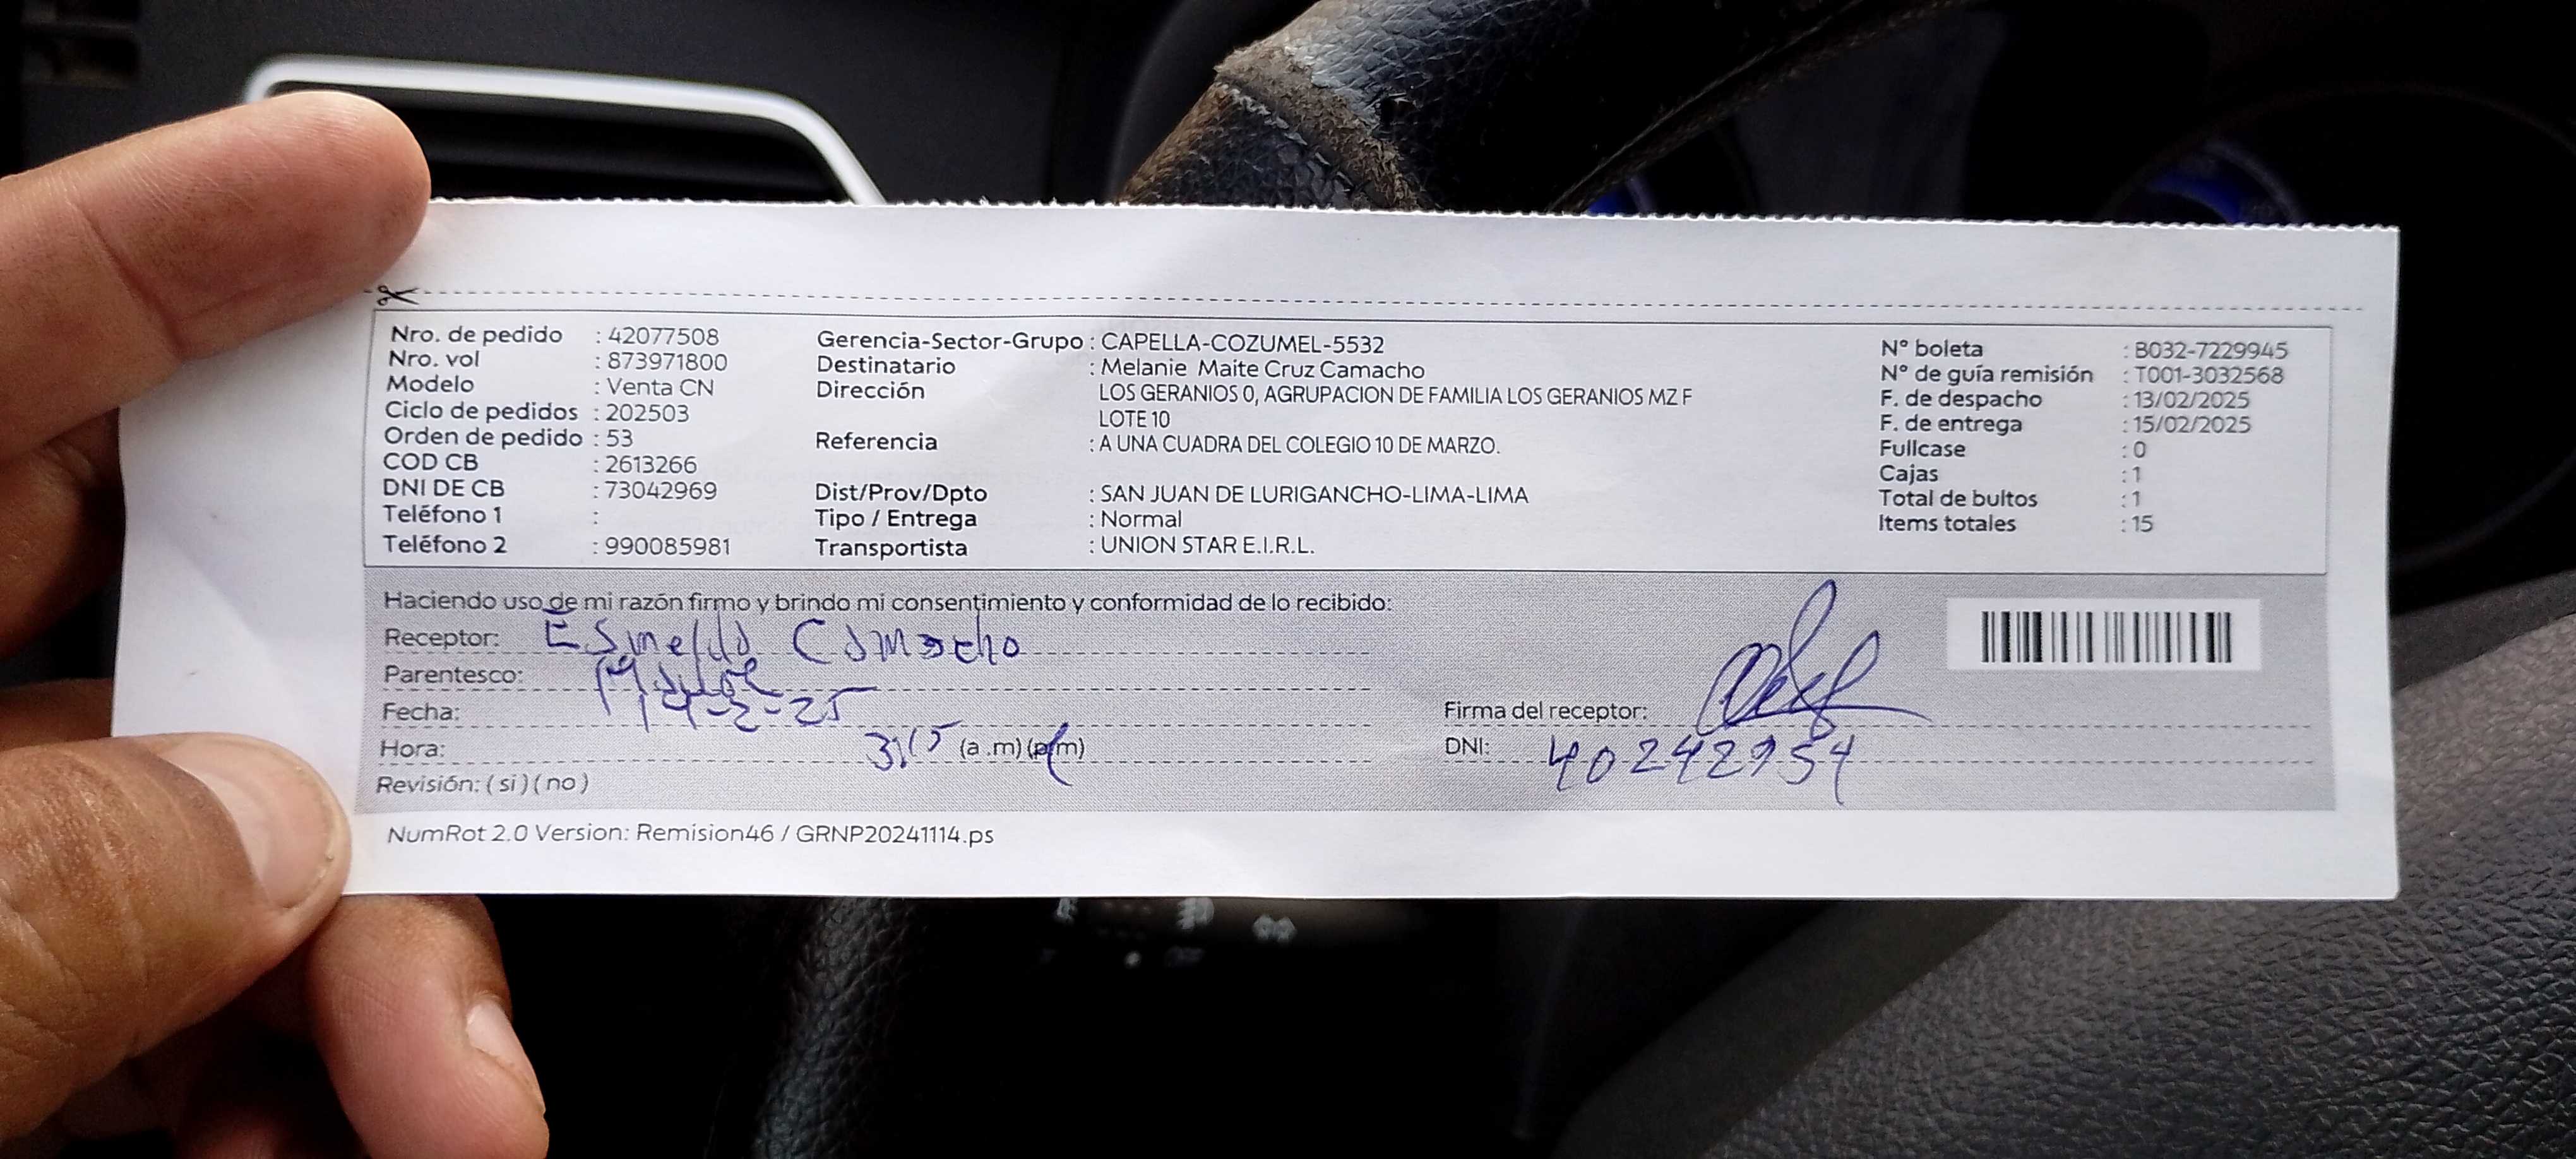 Nro. de pedido : 42077508
Nro. vol : 873971800
Modelo : Venta CN
Ciclo de pedidos : 202503
Orden de pedido : 53
COD CB : 2613266
DNI DE CB : 73042969
Teléfono 1 :
Teléfono 2 : 990085981
Gerencia-Sector-Grupo : CAPELLA-COZUMEL-5532
Destinatario : Melanie Maite Cruz Camacho
Dirección LOS GERANIOS 0, AGRUPACION DE FAMILIA LOS GERANIOS MZ F
LOTE 10
Referencia : A UNA CUADRA DEL COLEGIO 10 DE MARZO.
Dist/Prov/Dpto : SAN JUAN DE LURIGANCHO-LIMA-LIMA
Tipo / Entrega : Normal
Transportista : UNION STAR E.I.R.L.
N° boleta : B032-7229945
N° de guía remisión : T001-3032568
F. de despacho : 13/02/2025
F. de entrega : 15/02/2025
Fullcase : 0
Cajas : 1
Total de bultos : 1
Items totales : 15
Haciendo uso de mi razón firmo y brindo mi consentimiento y conformidad de lo recibido:
Receptor: Camacho
Parentesco:
Fecha: 14-2-25
Hora: (a .m) (p.m)
Revisión: ( si ) ( no )
Firma del receptor:
DNI: 40242954
NumRot 2.0 Version: Remision46 / GRNP20241114.ps